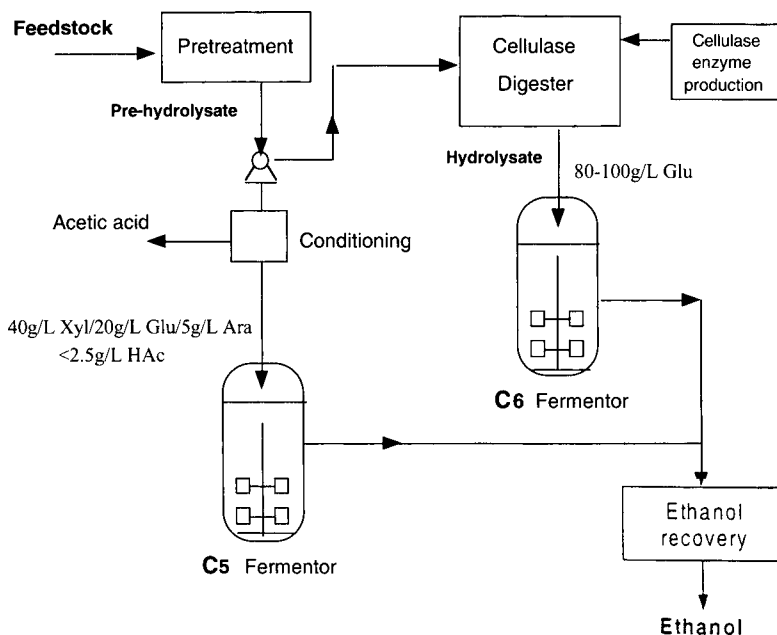 Feedstock
Pretreatment
Cellulase
Digester
Cellulase
enzyme
production
Pre-hydrolysate
Hydrolysate
80-100g/L Glu
Acetic acid
Conditioning
40g/L Xyl/20g/L Glu/5g/L Ara
<2.5g/L HAc
C6 Fermentor
C5 Fermentor
Ethanol
recovery
Ethanol